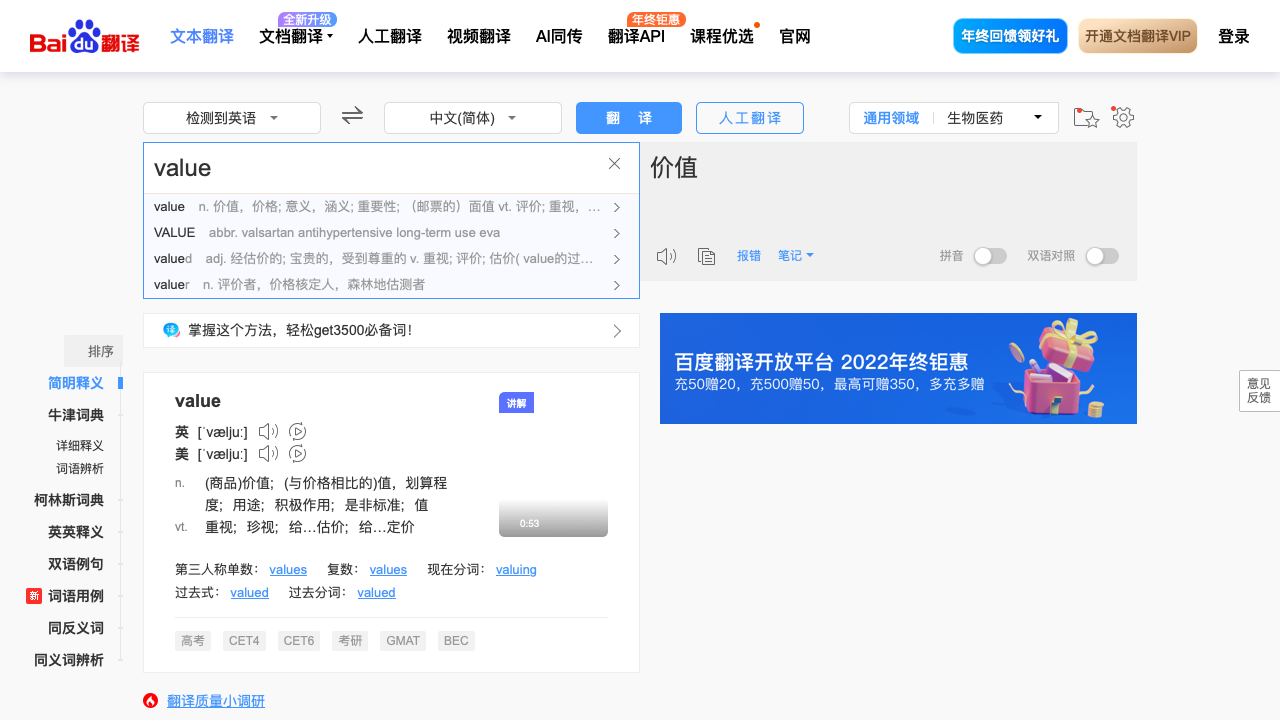 Bai du 翻译
文本翻译
全新升级
文档翻译
人工翻译
视频翻译
AI同传
年终钜惠
翻译API
课程优选
官网
年终回馈领好礼
开通文档翻译VIP
登录
检测到英语
中文(简体)
翻 译
人工翻译
通用领域
生物医药
value
价值
value n. 价值，价格; 意义，涵义; 重要性; （邮票的）面值 vt. 评价; 重视，…
VALUE abbr. valsartan antihypertensive long-term use eva
valued adj. 经估价的; 宝贵的，受到尊重的 v. 重视; 评价; 估价( value的过…
valuer n. 评价者，价格核定人，森林地估测者
报错
笔记
拼音
双语对照
译 掌握这个方法，轻松get3500必备词！
百度翻译开放平台 2022年终钜惠
充50赠20，充500赠50，最高可赠350，多充多赠
意见
反馈
排序
简明释义
牛津词典
详细释义
词语辨析
柯林斯词典
英英释义
双语例句
新 词语用例
同反义词
同义词辨析
value
讲解
英 [ˈvæljuː]
美 [ˈvæljuː]
n. (商品)价值；(与价格相比的)值，划算程
度；用途；积极作用；是非标准；值
vt. 重视；珍视；给…估价；给…定价
0:53
第三人称单数： values 复数： values 现在分词： valuing
过去式： valued 过去分词： valued
高考 CET4 CET6 考研 GMAT BEC
翻译质量小调研